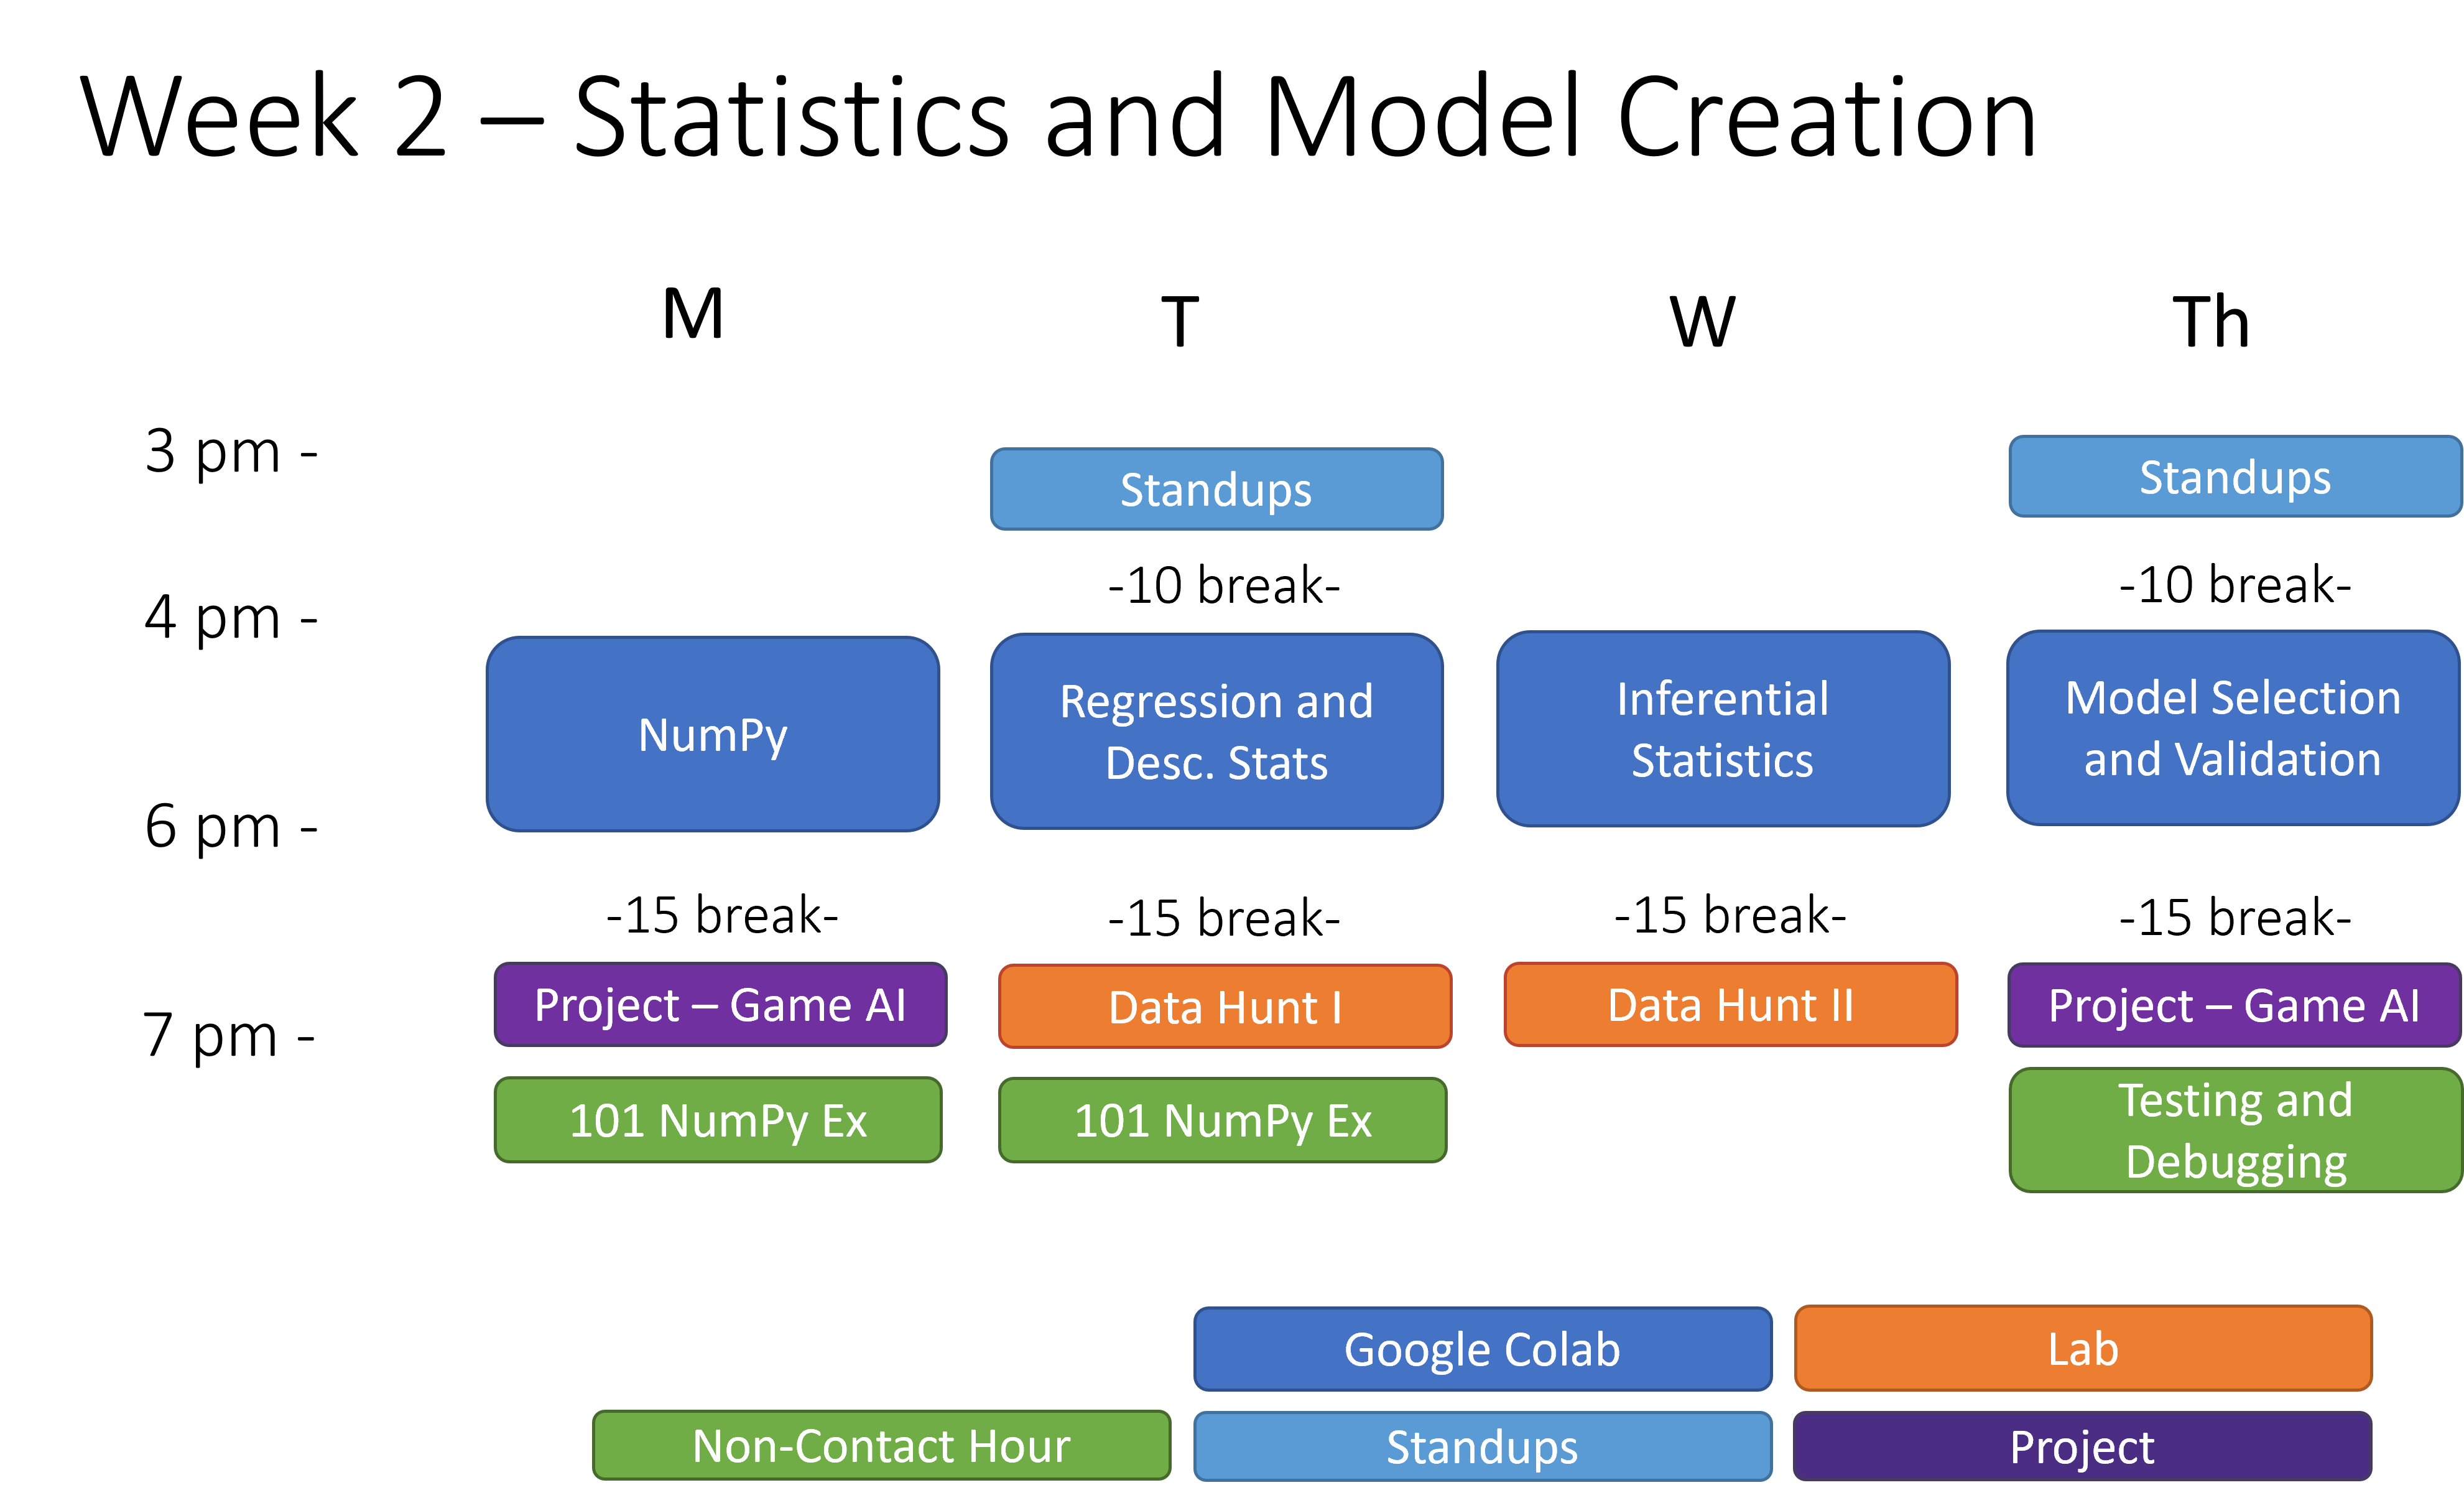 Week 2 – Statistics and Model Creation
M T W Th
3 pm -
Standups Standups
-10 break- -10 break-
4 pm -
NumPy
Regression and
Desc. Stats
Inferential
Statistics
Model Selection
and Validation
6 pm -
-15 break- -15 break- -15 break- -15 break-
Project – Game AI Data Hunt I Data Hunt II Project – Game AI
7 pm -
101 NumPy Ex 101 NumPy Ex
Testing and
Debugging
Google Colab Lab
Non-Contact Hour Standups Project